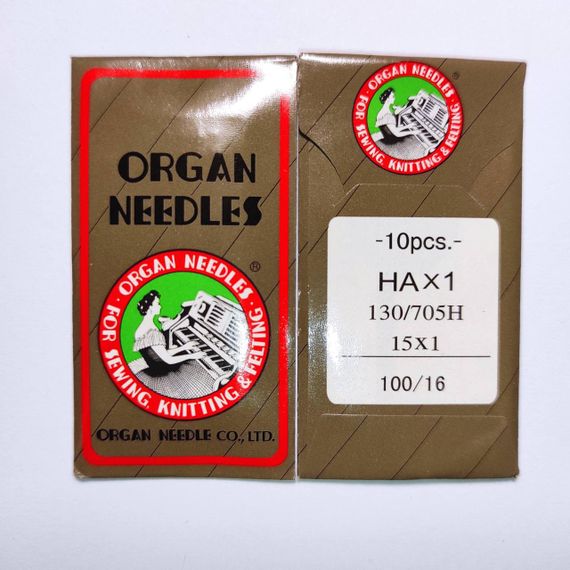 ORGAN
NEEDLES
· ORGAN NEEDLES ·
FOR SEWING, KNITTING & FELTING
®
ORGAN NEEDLE CO., LTD.
· ORGAN NEEDLES ·
FOR SEWING, KNITTING & FELTING
®
-10pcs.-
HA×1
130/705H
15X1
100/16